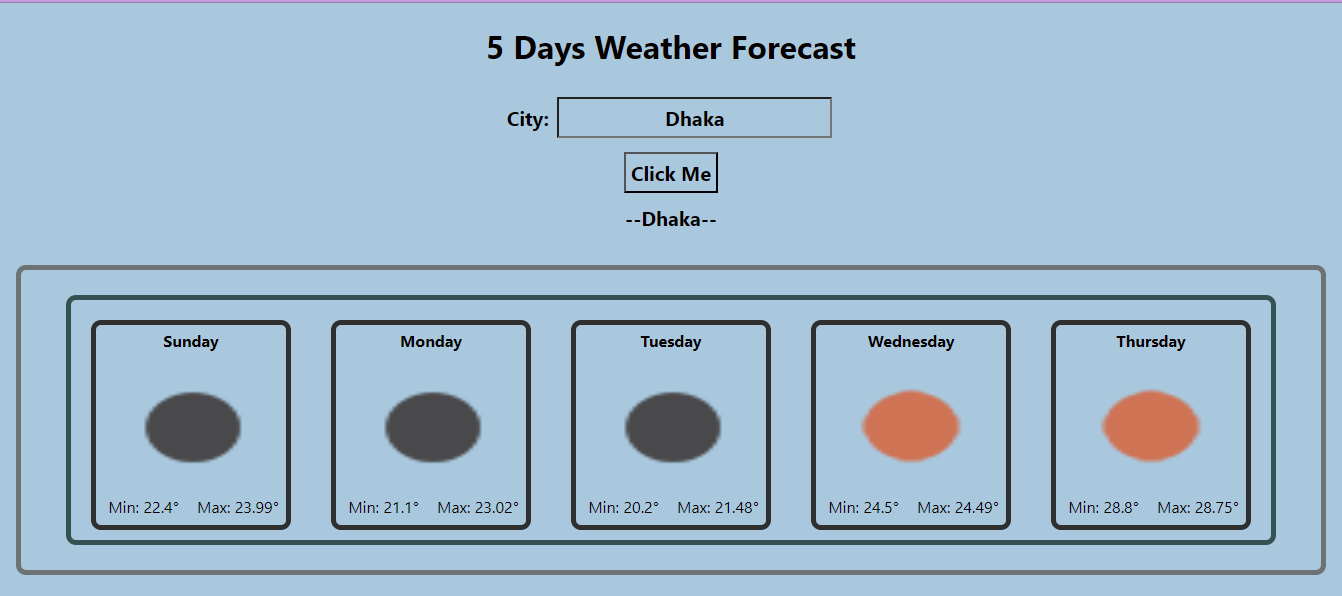 5 Days Weather Forecast
City: Dhaka
Click Me
--Dhaka--
Sunday
Min: 22.4° Max: 23.99°
Monday
Min: 21.1° Max: 23.02°
Tuesday
Min: 20.2° Max: 21.48°
Wednesday
Min: 24.5° Max: 24.49°
Thursday
Min: 28.8° Max: 28.75°